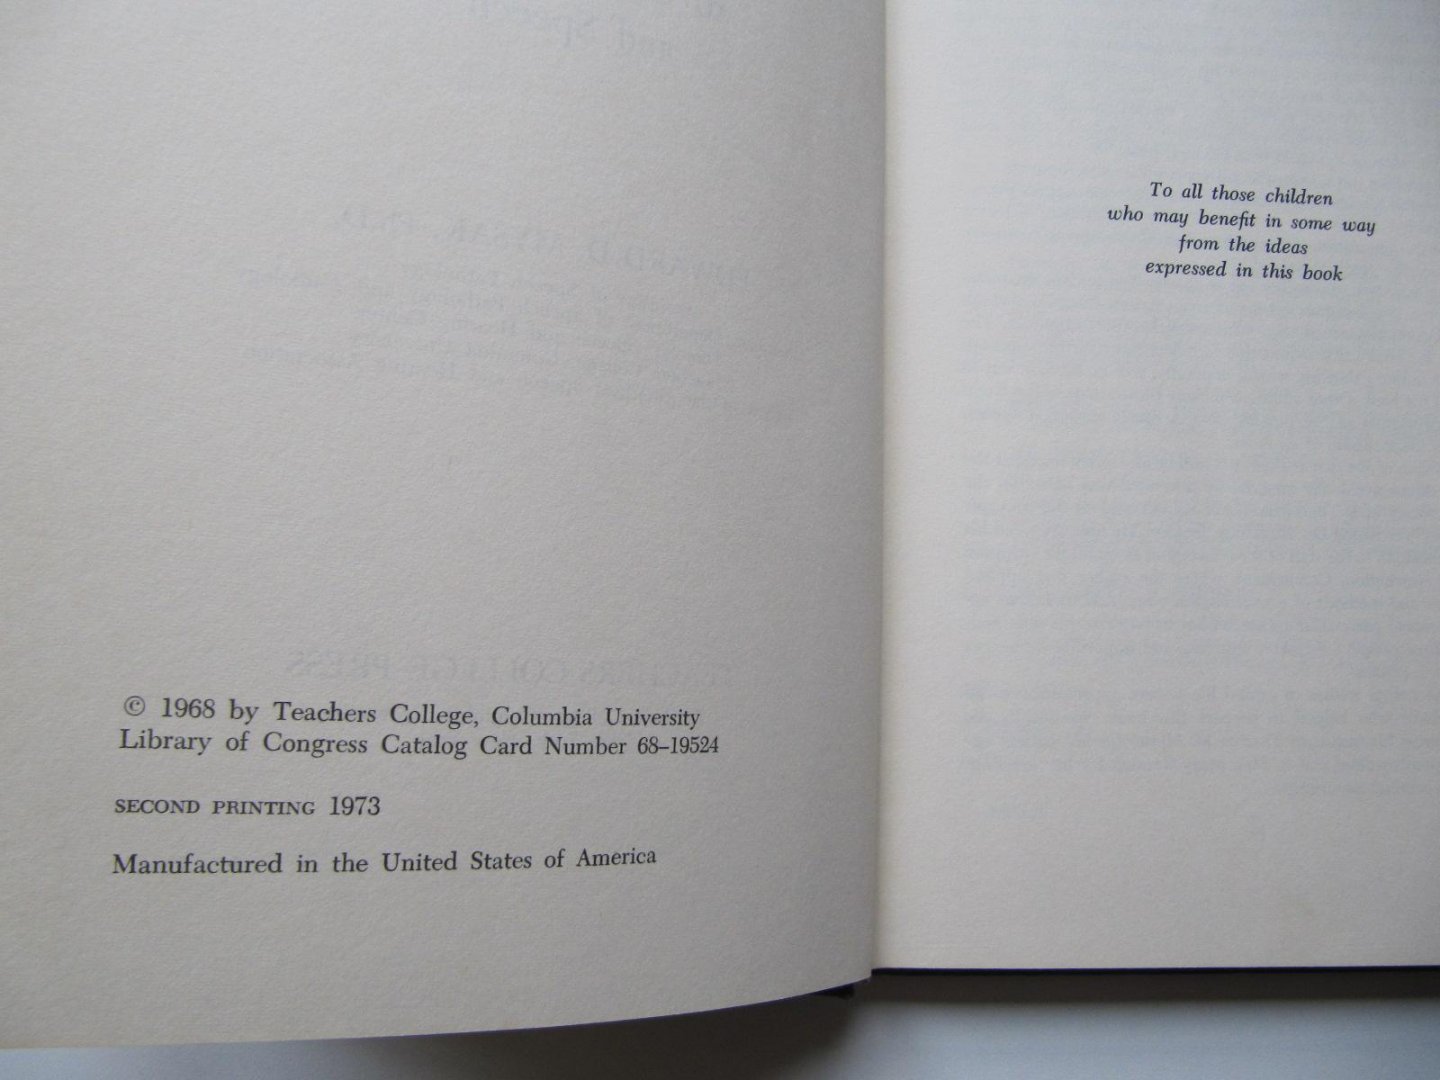 © 1968 by Teachers College, Columbia University
Library of Congress Catalog Card Number 68–19524
SECOND PRINTING 1973
Manufactured in the United States of America
To all those children
who may benefit in some way
from the ideas
expressed in this book